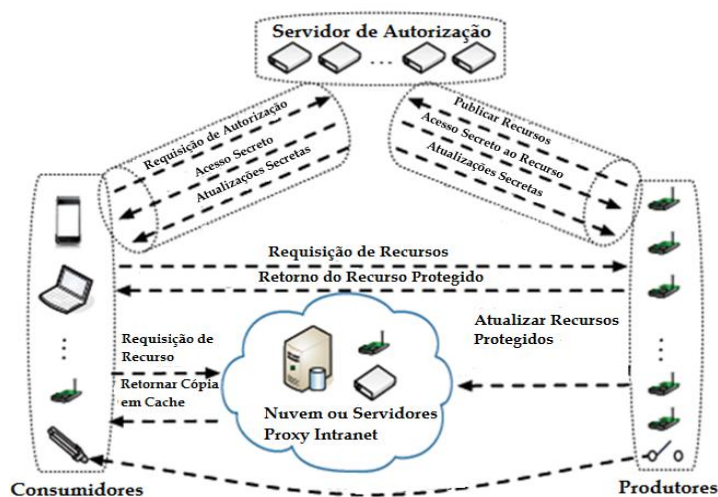 Servidor de Autorização
...
Requisição de Autorização
Acesso Secreto
Atualizações Secretas
Publicar Recursos
Acesso Secreto ao Recurso
Atualizações Secretas
Requisição de Recursos
Retorno do Recurso Protegido
Requisição de
Recurso
Retornar Cópia
em Cache
Atualizar Recursos
Protegidos
Nuvem ou Servidores
Proxy Intranet
Consumidores
Produtores